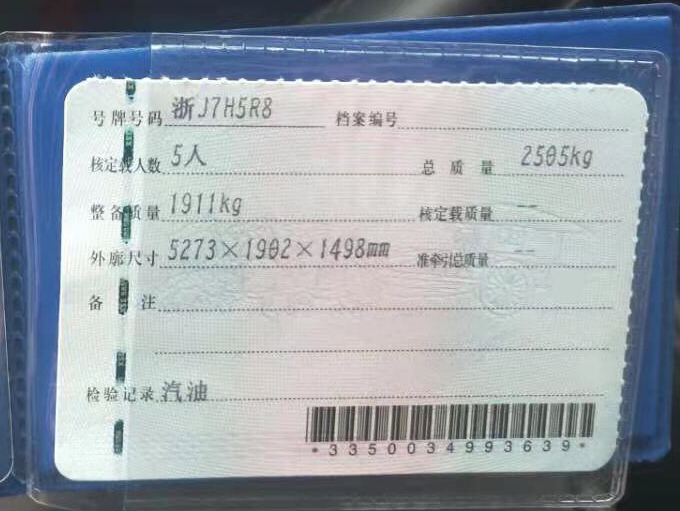 号牌号码 浙J7H5R8 档案编号
核定载人数 5人 总质量 2505kg
整备质量 1911kg 核定载质量 --
外廓尺寸 5273×1902×1498mm 准牵引总质量 --
备注
检验记录 汽油
*3350034993639*